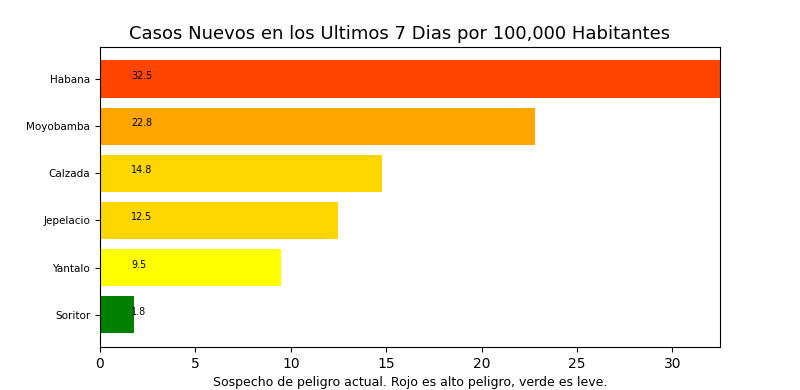 Casos Nuevos en los Ultimos 7 Dias por 100,000 Habitantes
Habana 32.5
Moyobamba 22.8
Calzada 14.8
Jepelacio 12.5
Yantalo 9.5
Soritor 1.8
0 5 10 15 20 25 30
Sospecho de peligro actual. Rojo es alto peligro, verde es leve.